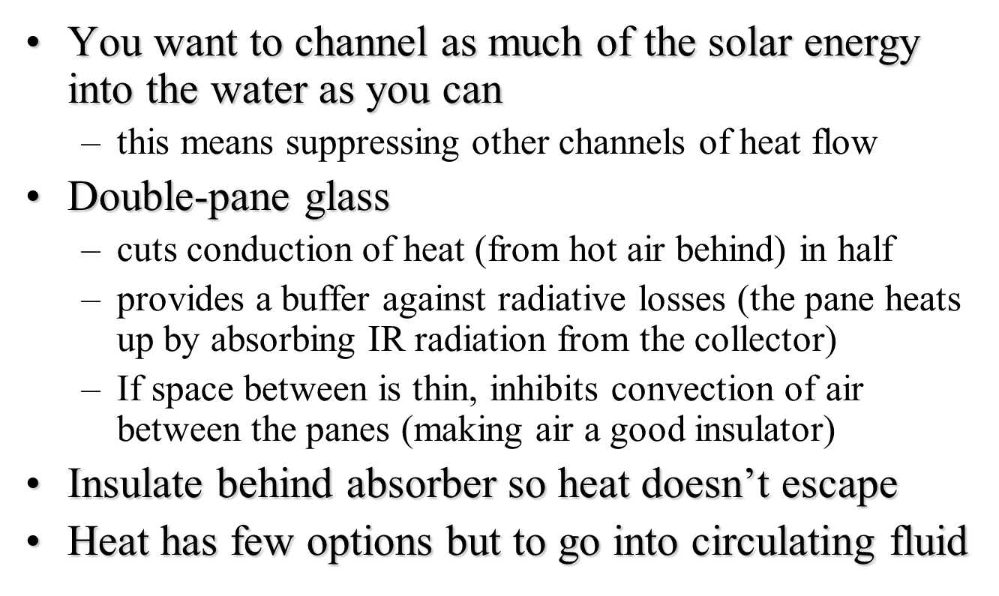 • You want to channel as much of the solar energy
into the water as you can
– this means suppressing other channels of heat flow
• Double-pane glass
– cuts conduction of heat (from hot air behind) in half
– provides a buffer against radiative losses (the pane heats
up by absorbing IR radiation from the collector)
– If space between is thin, inhibits convection of air
between the panes (making air a good insulator)
• Insulate behind absorber so heat doesn’t escape
• Heat has few options but to go into circulating fluid